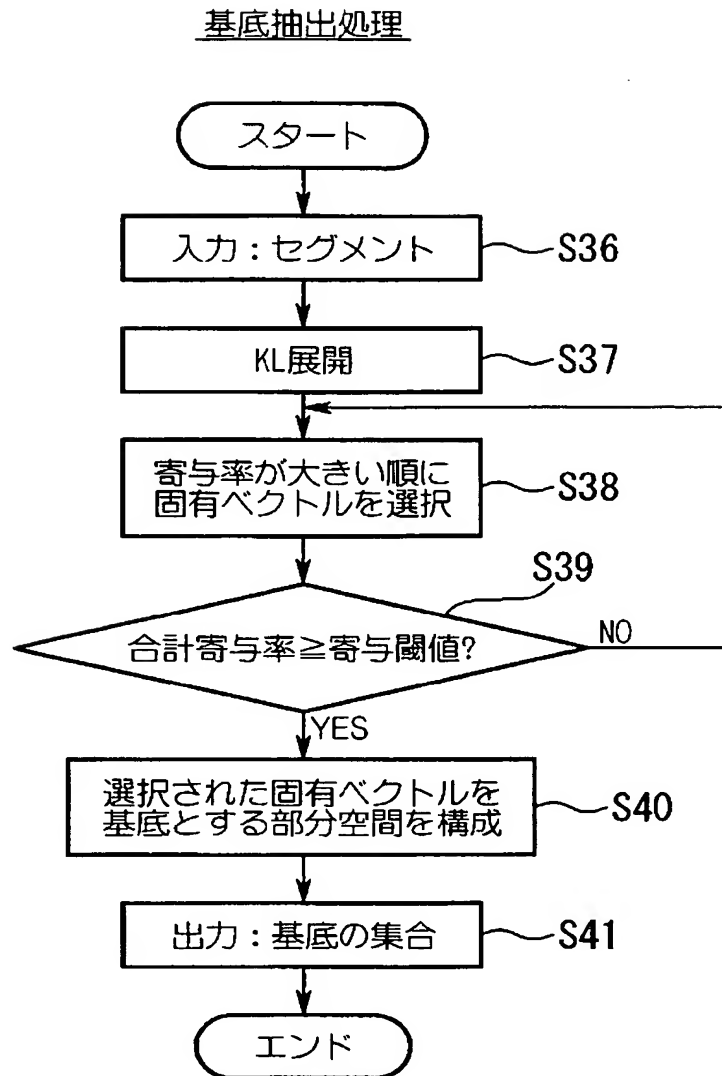 基底抽出処理
スタート
入力：セグメント
S36
KL展開
S37
寄与率が大きい順に
固有ベクトルを選択
S38
S39
合計寄与率≧寄与閾値?
NO
YES
選択された固有ベクトルを
基底とする部分空間を構成
S40
出力：基底の集合
S41
エンド